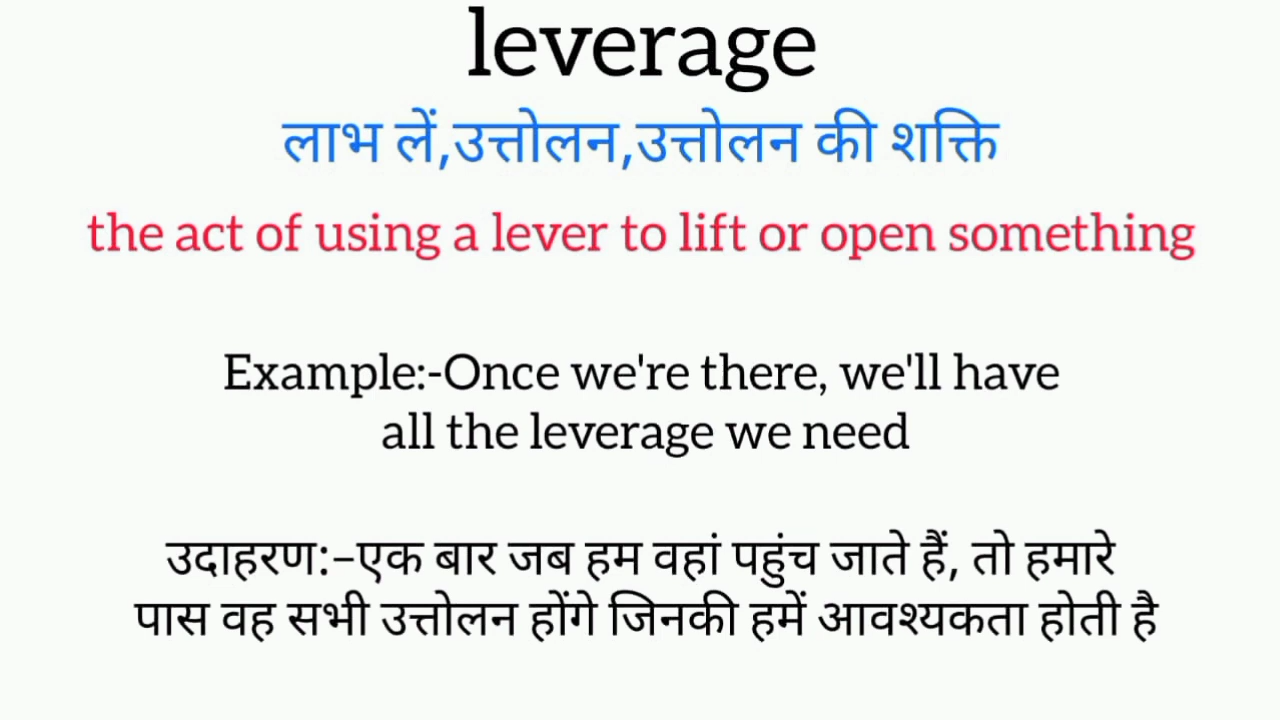 leverage
लाभ लें,उत्तोलन,उत्तोलन की शक्ति
the act of using a lever to lift or open something
Example:-Once we're there, we'll have
all the leverage we need
उदाहरण:–एक बार जब हम वहां पहुंच जाते हैं, तो हमारे
पास वह सभी उत्तोलन होंगे जिनकी हमें आवश्यकता होती है